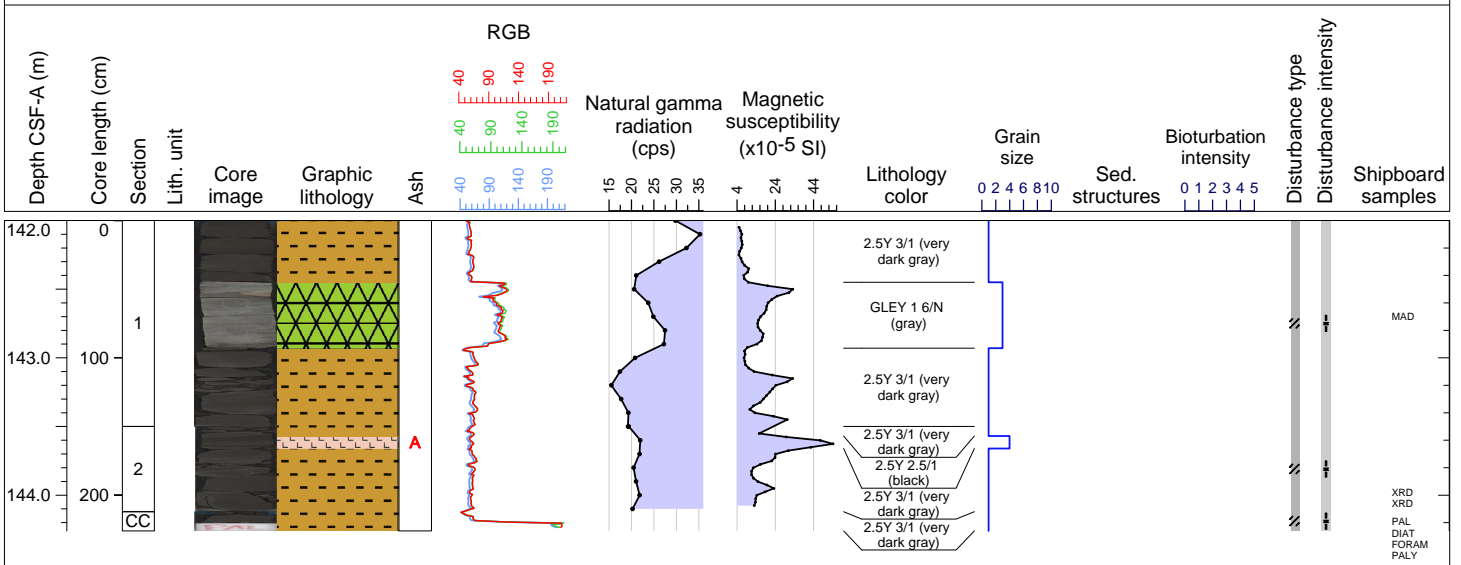 RGB
40 90 140 190
40 90 140 190
40 90 140 190
Depth CSF-A (m)
Core length (cm)
Section
Lith. unit
Core
image
Graphic
lithology
Ash
Natural gamma
radiation
(cps)
15 20 25 30 35
Magnetic
susceptibility
(x10-5 SI)
4 24 44
Lithology
color
Grain
size
0 2 4 6 8 10
Sed.
structures
Bioturbation
intensity
0 1 2 3 4 5
Disturbance type
Disturbance intensity
Shipboard
samples
142.0
143.0
144.0
0
100
200
1
2
CC
A
2.5Y 3/1 (very
dark gray)
GLEY 1 6/N
(gray)
2.5Y 3/1 (very
dark gray)
2.5Y 3/1 (very
dark gray)
2.5Y 2.5/1
(black)
2.5Y 3/1 (very
dark gray)
2.5Y 3/1 (very
dark gray)
MAD
XRD
XRD
PAL
DIAT
FORAM
PALY